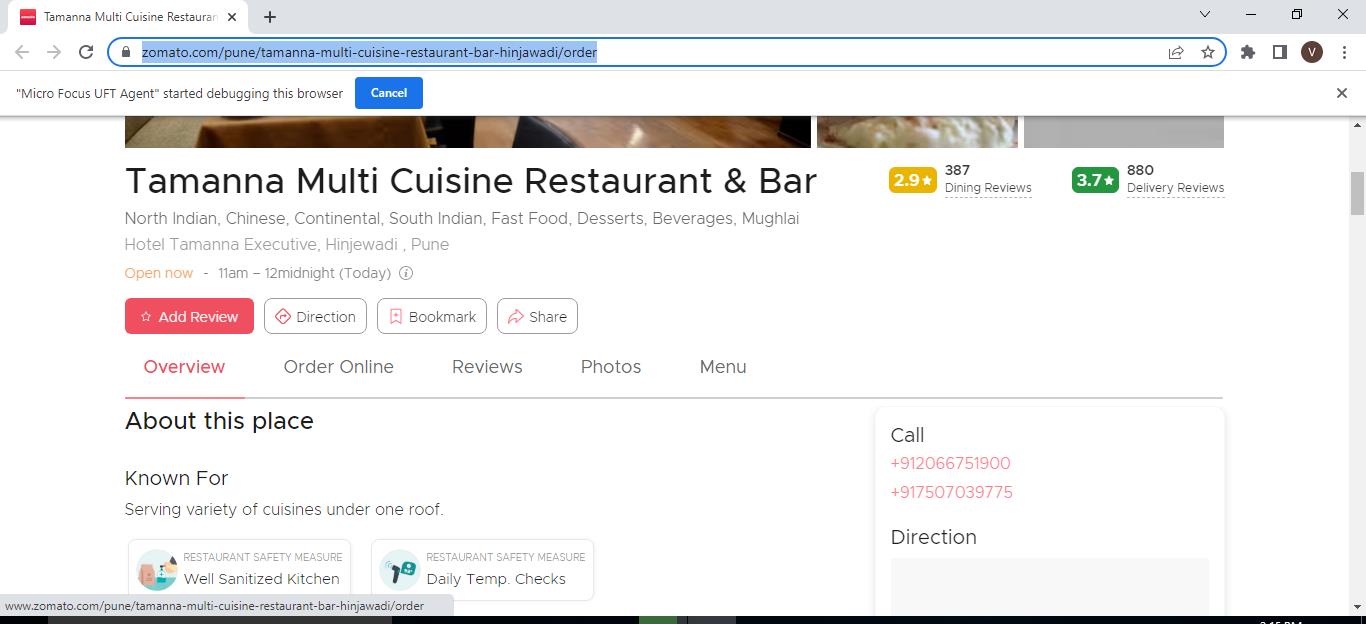 Tamanna Multi Cuisine Restauran
zomato.com/pune/tamanna-multi-cuisine-restaurant-bar-hinjawadi/order
V
"Micro Focus UFT Agent" started debugging this browser
Cancel
Tamanna Multi Cuisine Restaurant & Bar
2.9★ 387 Dining Reviews
3.7★ 880 Delivery Reviews
North Indian, Chinese, Continental, South Indian, Fast Food, Desserts, Beverages, Mughlai
Hotel Tamanna Executive, Hinjewadi , Pune
Open now - 11am – 12midnight (Today)
Add Review Direction Bookmark Share
Overview Order Online Reviews Photos Menu
About this place
Known For
Serving variety of cuisines under one roof.
RESTAURANT SAFETY MEASURE
Well Sanitized Kitchen
RESTAURANT SAFETY MEASURE
Daily Temp. Checks
Call
+912066751900
+917507039775
Direction
www.zomato.com/pune/tamanna-multi-cuisine-restaurant-bar-hinjawadi/order